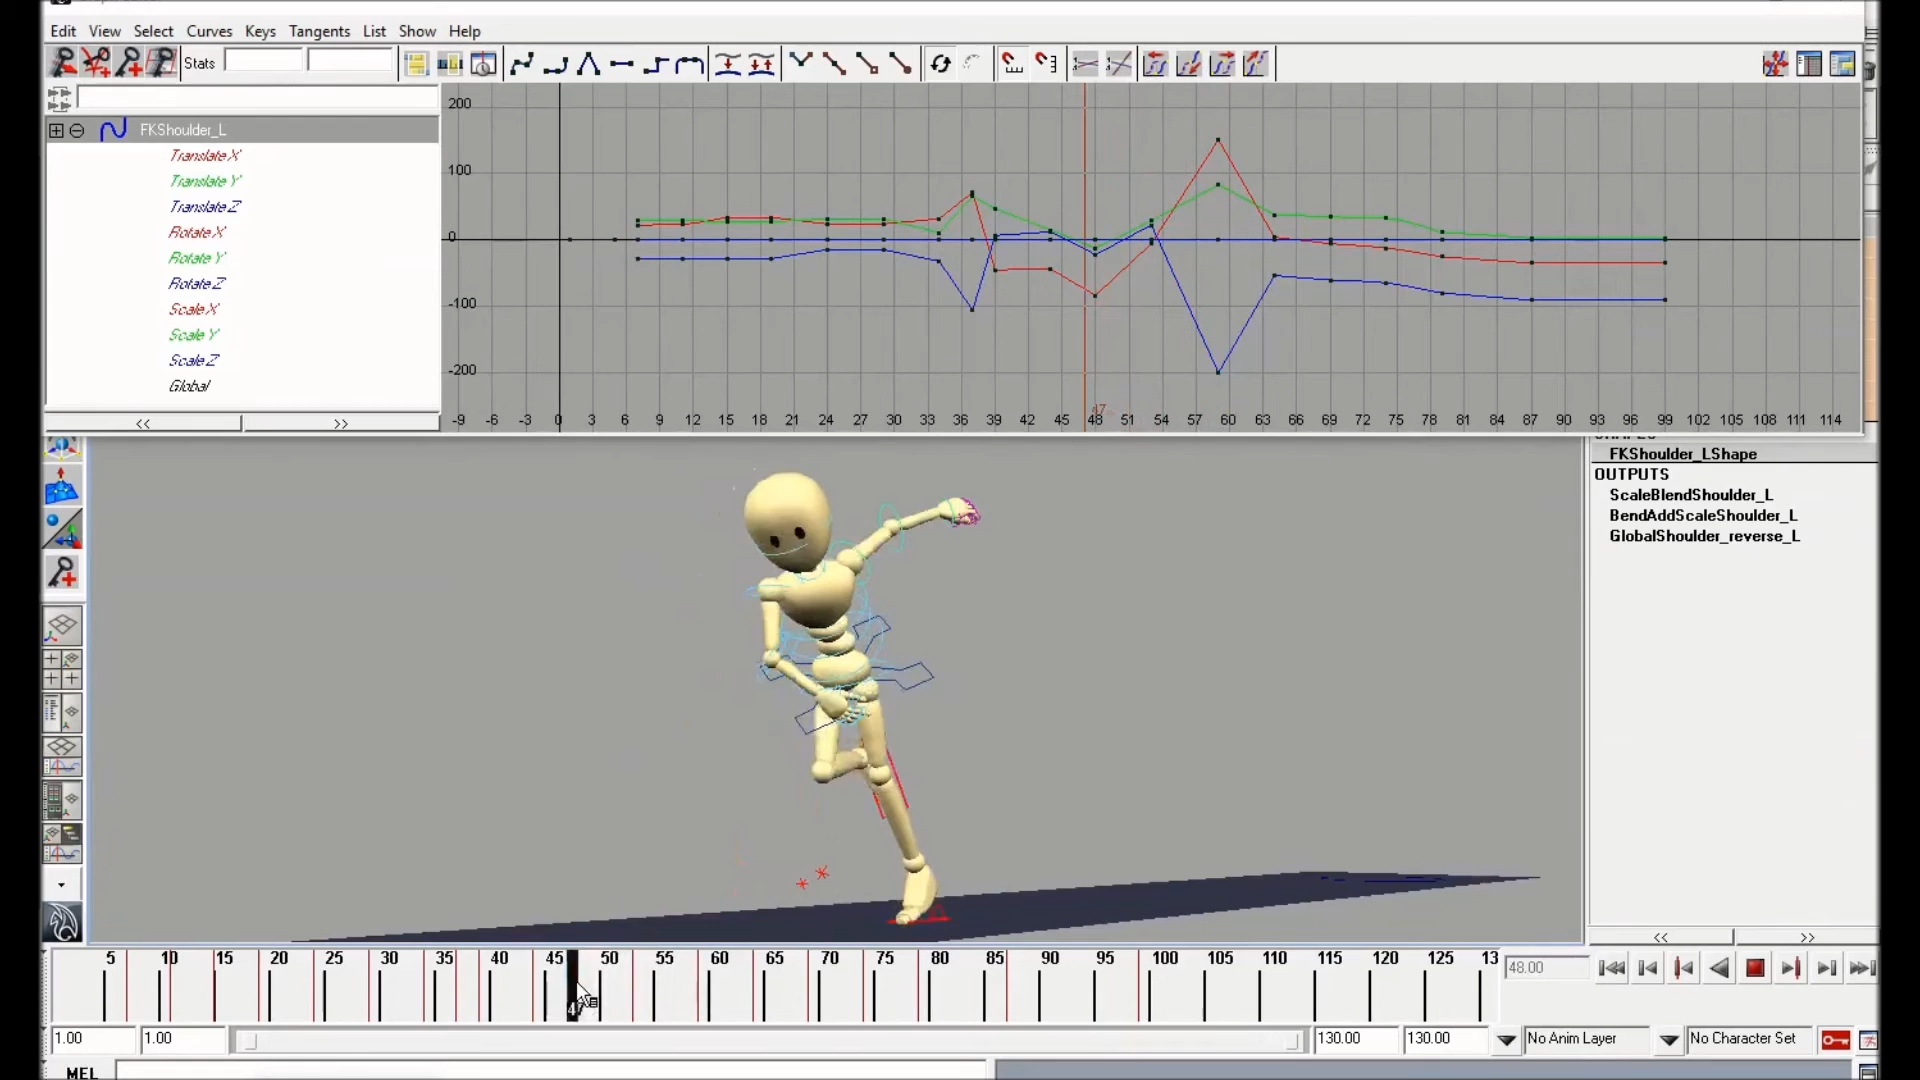 Edit View Select Curves Keys Tangents List Show Help
Stats
FKShoulder_L
Translate X
Translate Y
Translate Z
Rotate X
Rotate Y
Rotate Z
Scale X
Scale Y
Scale Z
Global
<< >>
200
100
0
-100
-200
-9 -6 -3 0 3 6 9 12 15 18 21 24 27 30 33 36 39 42 45 48 51 54 57 60 63 66 69 72 75 78 81 84 87 90 93 96 99 102 105 108 111 114
47
FKShoulder_LShape
OUTPUTS
ScaleBlendShoulder_L
BendAddScaleShoulder_L
GlobalShoulder_reverse_L
<< >>
5 10 15 20 25 30 35 40 45 50 55 60 65 70 75 80 85 90 95 100 105 110 115 120 125 13
48.00
1.00 1.00 130.00 130.00 No Anim Layer No Character Set
MEL